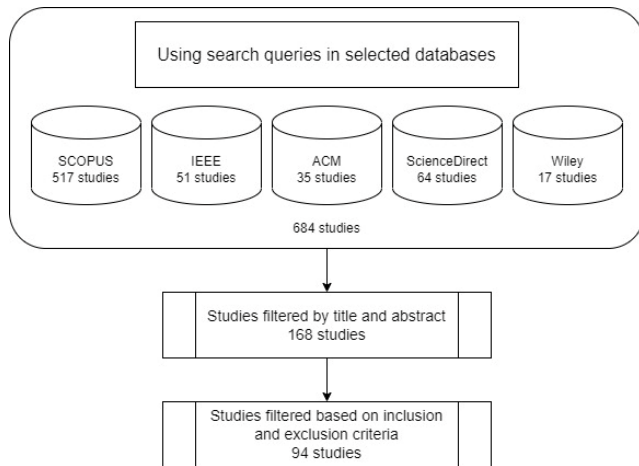 Using search queries in selected databases
SCOPUS
517 studies
IEEE
51 studies
ACM
35 studies
ScienceDirect
64 studies
Wiley
17 studies
684 studies
Studies filtered by title and abstract
168 studies
Studies filtered based on inclusion
and exclusion criteria
94 studies